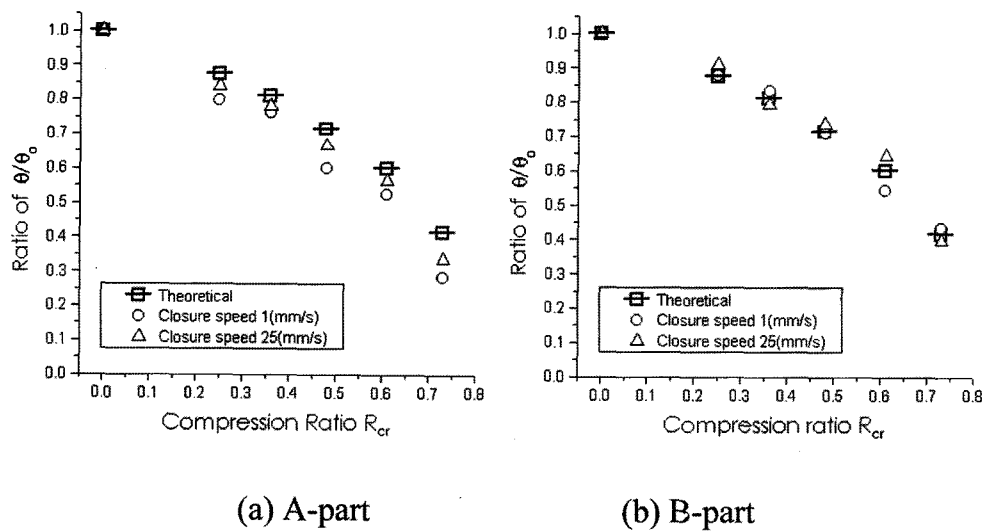 1.0
0.9
0.8
0.7
0.6
0.5
0.4
0.3
0.2
0.1
0.0
Ratio of θ/θ₀
Theoretical
Closure speed 1(mm/s)
Closure speed 25(mm/s)
0.0 0.1 0.2 0.3 0.4 0.5 0.6 0.7 0.8
Compression Ratio Rcr
(a) A-part
1.0
0.9
0.8
0.7
0.6
0.5
0.4
0.3
0.2
0.1
0.0
Ratio of θ/θ₀
Theoretical
Closure speed 1(mm/s)
Closure speed 25(mm/s)
0.0 0.1 0.2 0.3 0.4 0.5 0.6 0.7 0.8
Compression ratio Rcr
(b) B-part